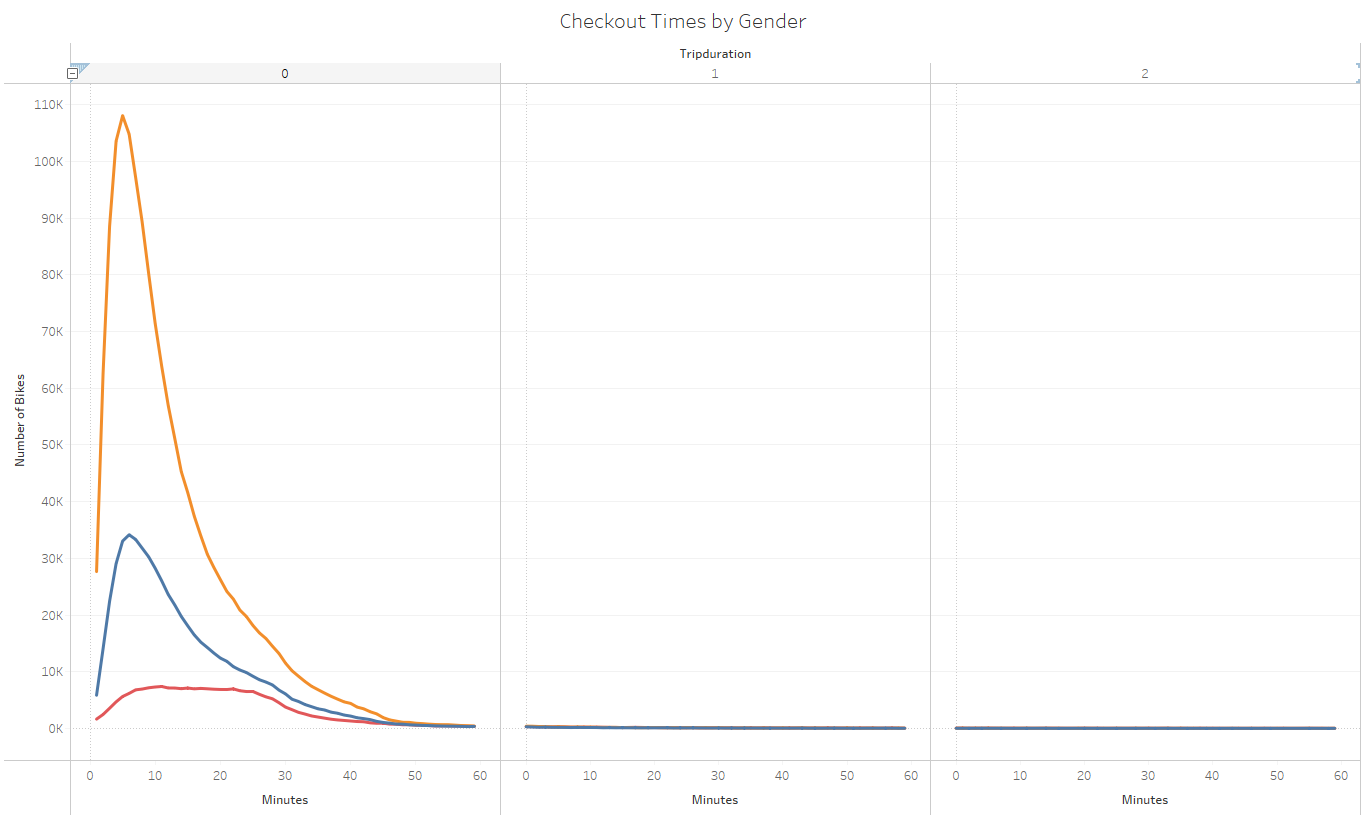 Checkout Times by Gender
Tripduration
0 1 2
110K
100K
90K
80K
70K
60K
50K
40K
30K
20K
10K
0K
Number of Bikes
0 10 20 30 40 50 60 0 10 20 30 40 50 60 0 10 20 30 40 50 60
Minutes Minutes Minutes